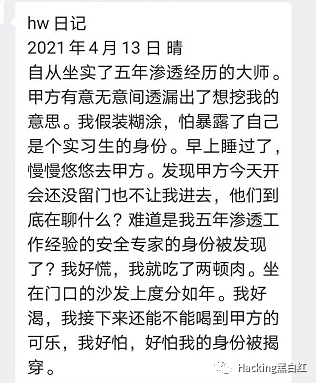 hw 日记
2021 年 4 月 13 日 晴
自从坐实了五年渗透经历的大师。
甲方有意无意间透漏出了想挖我的
意思。我假装糊涂，怕暴露了自己
是个实习生的身份。早上睡过了，
慢慢悠悠去甲方。发现甲方今天开
会还没留门也不让我进去，他们到
底在聊什么？难道是我五年渗透工
作经验的安全专家的身份被发现
了？我好慌，我就吃了两顿肉。坐
在门口的沙发上度分如年。我好
渴，我接下来还能不能喝到甲方的
可乐，我好怕，好怕我的身份被揭
穿。
Hacking黑白红